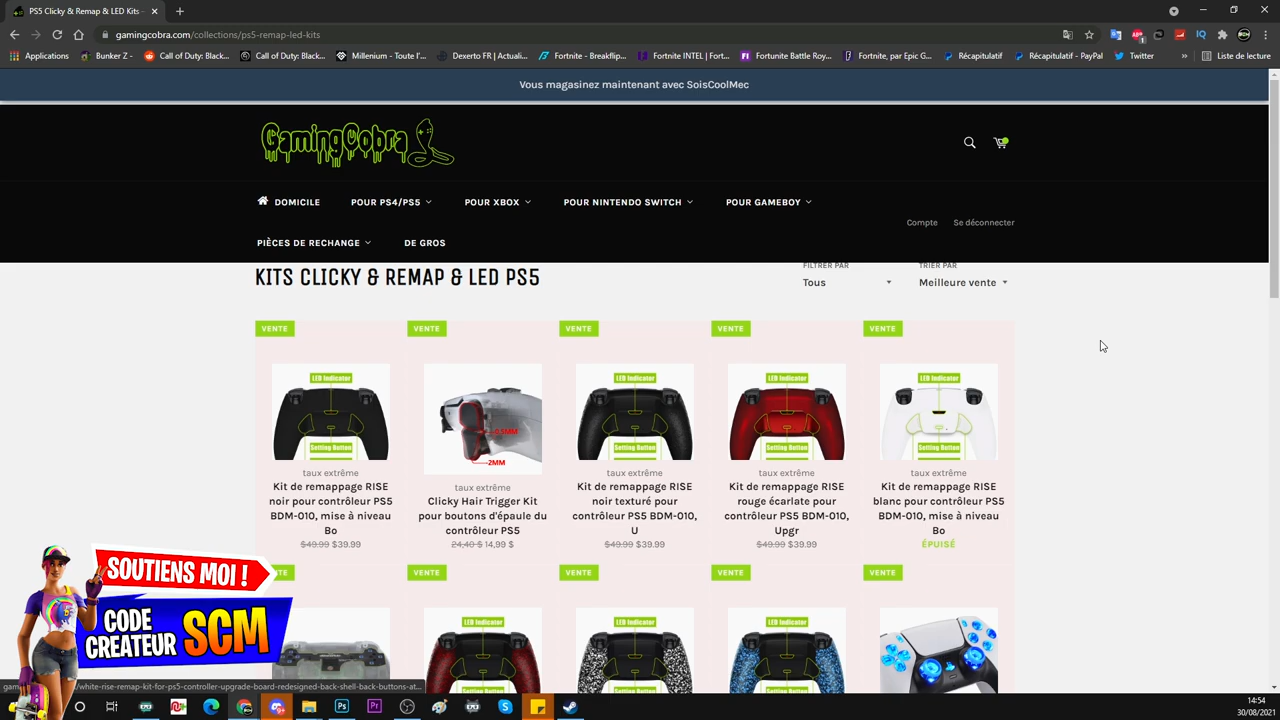 PS5 Clicky & Remap & LED Kits –
gamingcobra.com/collections/ps5-remap-led-kits
Applications
Bunker Z -
Call of Duty: Black...
Call of Duty: Black...
Millenium - Toute l'...
Dexerto FR | Actuali...
Fortnite - Breakflip...
Fortnite INTEL | Fort...
Fortunite Battle Roy...
Fortnite, par Epic G...
Récapitulatif -
Récapitulatif - PayPal
Twitter
»
Liste de lecture
Vous magasinez maintenant avec SoisCoolMec
GamingCobra
DOMICILE
POUR PS4/PS5
POUR XBOX
POUR NINTENDO SWITCH
POUR GAMEBOY
Compte
Se déconnecter
PIÈCES DE RECHANGE
DE GROS
KITS CLICKY & REMAP & LED PS5
FILTRER PAR
Tous
TRIER PAR
Meilleure vente
VENTE
LED Indicator
Setting Button
taux extrême
Kit de remappage RISE
noir pour contrôleur PS5
BDM-010, mise à niveau
Bo
$49.99 $39.99
VENTE
0.5MM
2MM
taux extrême
Clicky Hair Trigger Kit
pour boutons d'épaule du
contrôleur PS5
24,40 $ 14,99 $
VENTE
LED Indicator
Setting Button
taux extrême
Kit de remappage RISE
noir texturé pour
contrôleur PS5 BDM-010,
U
$49.99 $39.99
VENTE
LED Indicator
Setting Button
taux extrême
Kit de remappage RISE
rouge écarlate pour
contrôleur PS5 BDM-010,
Upgr
$49.99 $39.99
VENTE
LED Indicator
Setting Button
taux extrême
Kit de remappage RISE
blanc pour contrôleur PS5
BDM-010, mise à niveau
Bo
ÉPUISÉ
NTE
VENTE
LED Indicator
VENTE
LED Indicator
VENTE
LED Indicator
VENTE
SOUTIENS MOI !
CODE
CRÉATEUR SCM
/white-rise-remap-kit-for-ps5-controller-upgrade-board-redesigned-back-shell-back-buttons-at...
14:54
30/08/2021